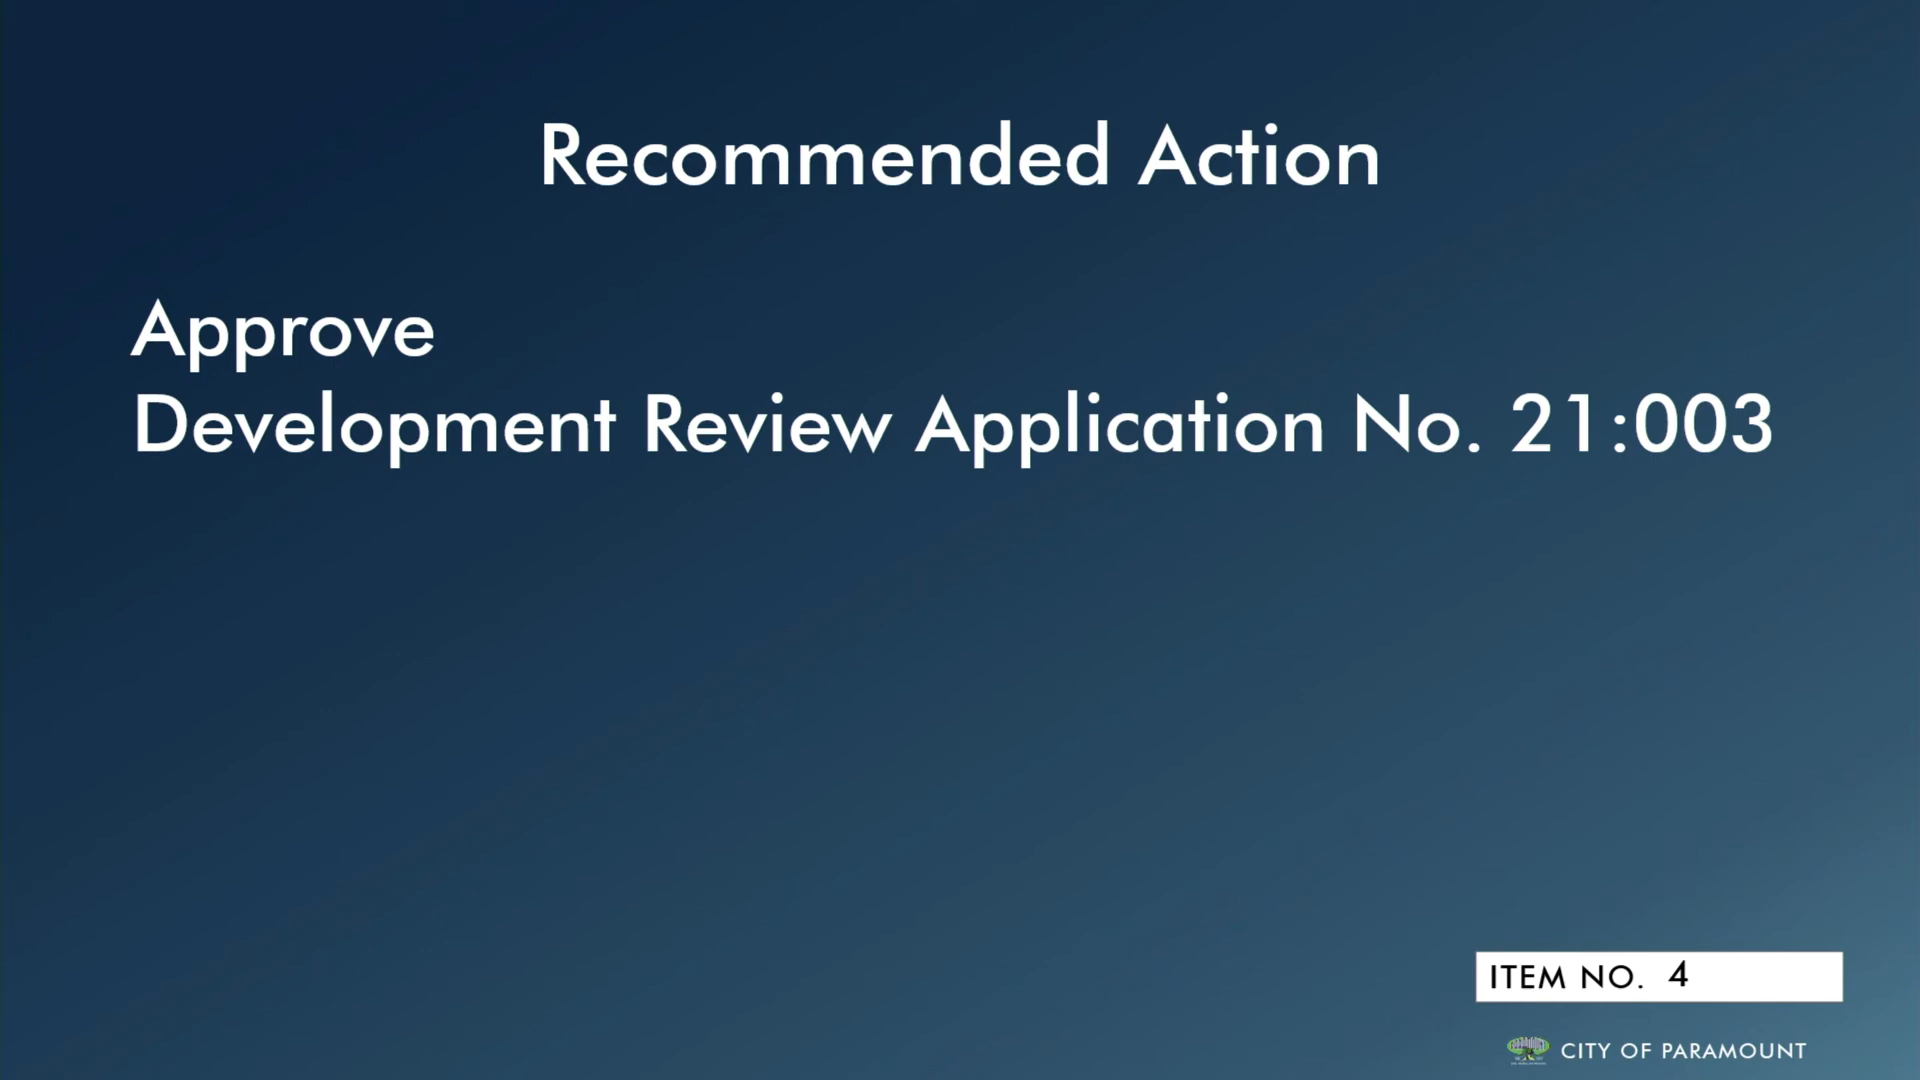 Recommended Action
Approve
Development Review Application No. 21:003
ITEM NO. 4
CITY OF PARAMOUNT